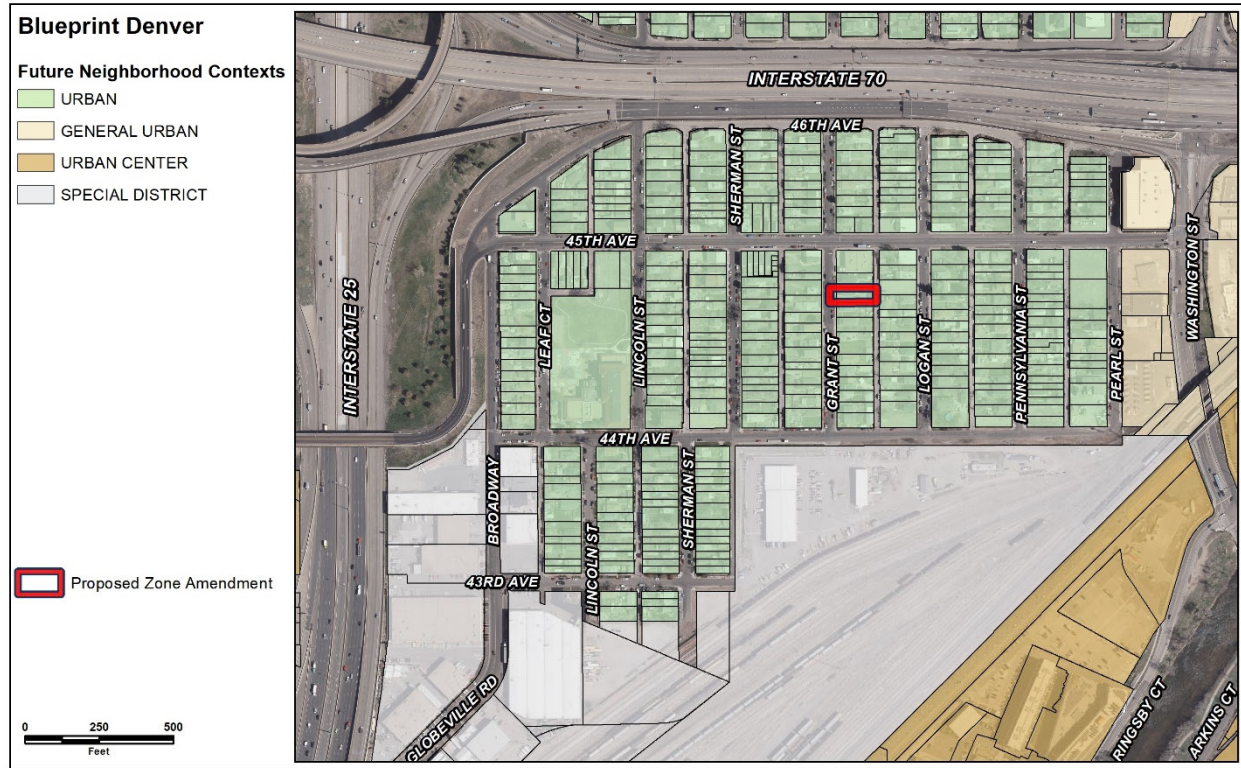 Blueprint Denver
Future Neighborhood Contexts
URBAN
GENERAL URBAN
URBAN CENTER
SPECIAL DISTRICT
Proposed Zone Amendment
0 250 500
Feet
INTERSTATE 70
46TH AVE
SHERMAN ST
45TH AVE
INTERSTATE 25
LEAF CT
LINCOLN ST
GRANT ST
LOGAN ST
PENNSYLVANIA ST
PEARL ST
WASHINGTON ST
44TH AVE
BROADWAY
LINCOLN ST
SHERMAN ST
43RD AVE
GLOBEVILLE RD
RINGSBY CT
ARKINS CT